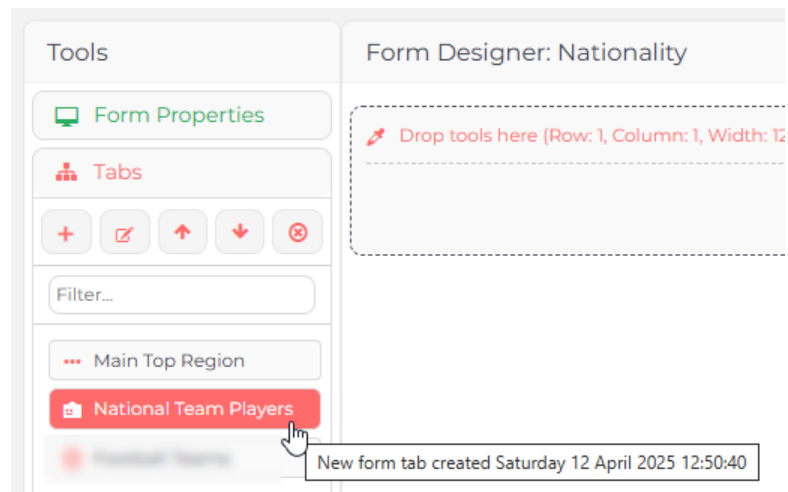 Tools
Form Designer: Nationality
Form Properties
Drop tools here (Row: 1, Column: 1, Width: 12
Tabs
Filter...
Main Top Region
National Team Players
New form tab created Saturday 12 April 2025 12:50:40